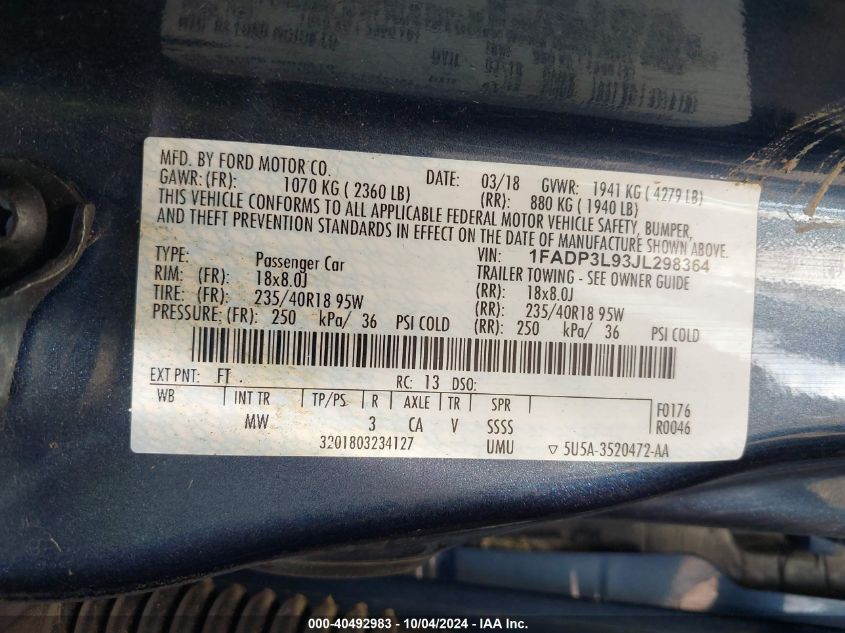 MFD. BY FORD MOTOR CO. DATE: 03/18 GVWR: 1941 KG ( 4279 LB)
GAWR:(FR): 1070 KG ( 2360 LB) (RR): 880 KG ( 1940 LB)
THIS VEHICLE CONFORMS TO ALL APPLICABLE FEDERAL MOTOR VEHICLE SAFETY, BUMPER,
AND THEFT PREVENTION STANDARDS IN EFFECT ON THE DATE OF MANUFACTURE SHOWN ABOVE.
VIN: 1FADP3L93JL298364
TYPE: Passenger Car TRAILER TOWING - SEE OWNER GUIDE
RIM: (FR): 18x8.0J (RR): 18x8.0J
TIRE: (FR): 235/40R18 95W (RR): 235/40R18 95W
PRESSURE: (FR): 250 kPa/ 36 PSI COLD (RR): 250 kPa/ 36 PSI COLD
EXT PNT: FT . RC: 13 DSO:
WB INT TR TP/PS R AXLE TR SPR F0176
MW 3 CA V SSSS R0046
3201803234127 UMU ▽ 5U5A-3520472-AA
000-40492983 - 10/04/2024 - IAA Inc.